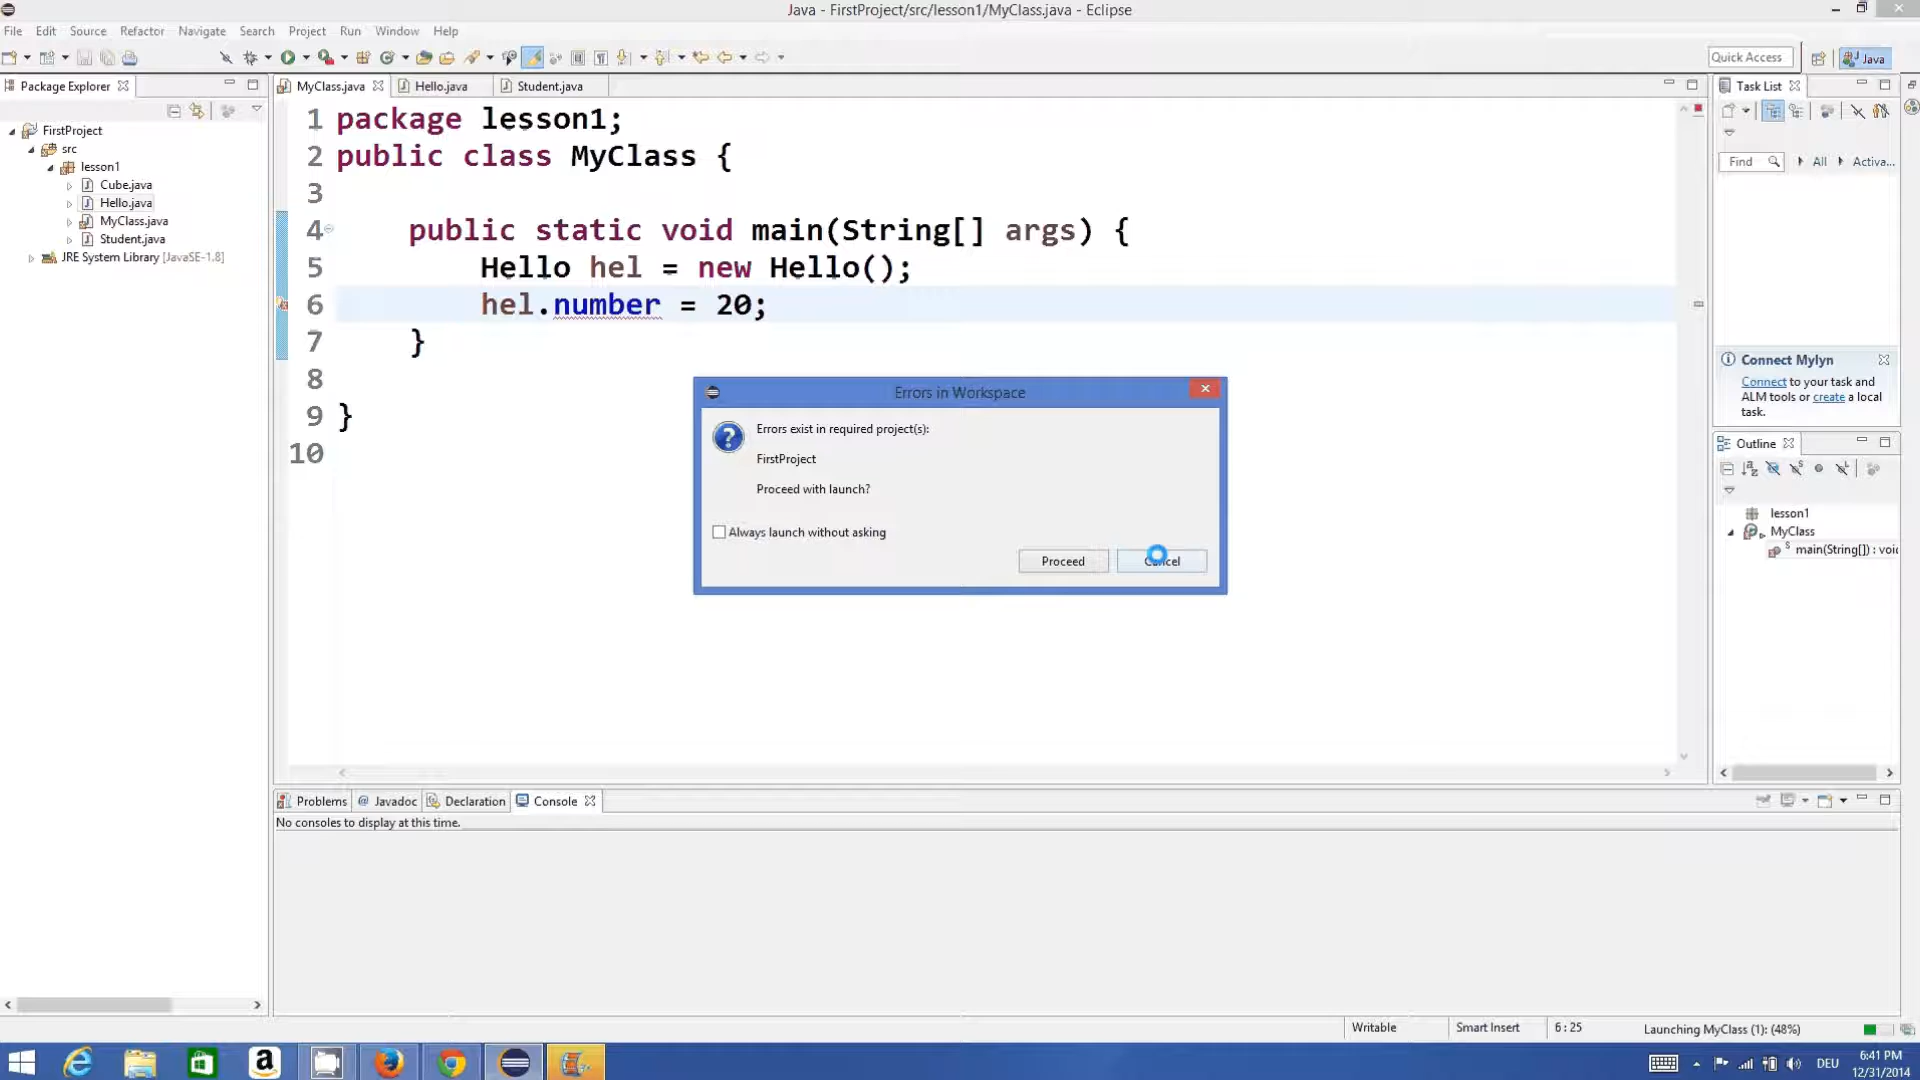 Java - FirstProject/src/lesson1/MyClass.java - Eclipse
File Edit Source Refactor Navigate Search Project Run Window Help
Quick Access
Java
Package Explorer
FirstProject
src
lesson1
Cube.java
Hello.java
MyClass.java
Student.java
JRE System Library [JavaSE-1.8]
MyClass.java Hello.java Student.java
1 package lesson1;
2 public class MyClass {
3
4 public static void main(String[] args) {
5 Hello hel = new Hello();
6 hel.number = 20;
7 }
8
9 }
10
Errors in Workspace
Errors exist in required project(s):
FirstProject
Proceed with launch?
Always launch without asking
Proceed Cancel
Task List
Find All Activa...
Connect Mylyn
Connect to your task and
ALM tools or create a local
task.
Outline
lesson1
MyClass
main(String[]) : voic
Problems @ Javadoc Declaration Console
No consoles to display at this time.
Writable Smart Insert 6 : 25 Launching MyClass (1): (48%)
DEU
6:41 PM
12/31/2014